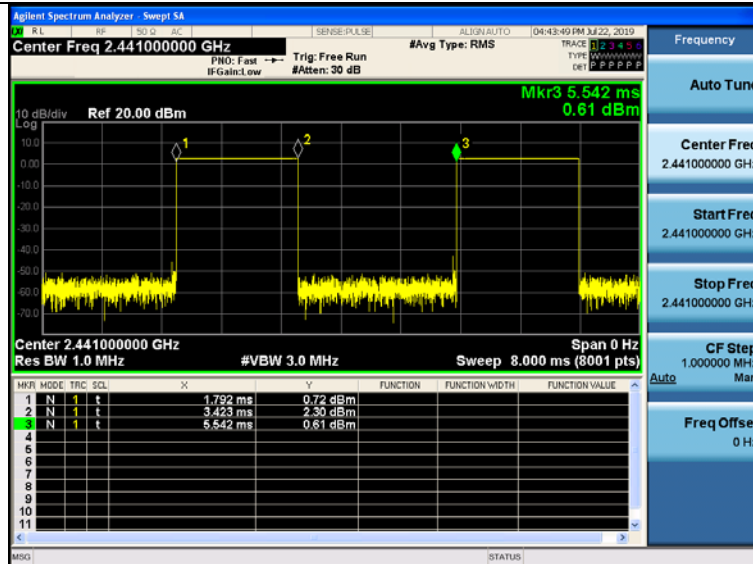 Agilent Spectrum Analyzer - Swept SA
RL RF 50 Ω AC SENSE:PULSE ALIGN AUTO 04:43:49 PM Jul 22, 2019
Center Freq 2.441000000 GHz #Avg Type: RMS TRACE 1 2 3 4 5 6
PNO: Fast Trig: Free Run TYPE W
IFGain:Low #Atten: 30 dB DET P P P P P P
Mkr3 5.542 ms
10 dB/div Ref 20.00 dBm 0.61 dBm
Log
10.0
0.00
-10.0
-20.0
-30.0
-40.0
-50.0
-60.0
-70.0
1
2
3
Center 2.441000000 GHz Span 0 Hz
Res BW 1.0 MHz #VBW 3.0 MHz Sweep 8.000 ms (8001 pts)
MKR MODE TRC SCL X Y FUNCTION FUNCTION WIDTH FUNCTION VALUE
1 N 1 t 1.792 ms 0.72 dBm
2 N 1 t 3.423 ms 2.30 dBm
3 N 1 t 5.542 ms 0.61 dBm
4
5
6
7
8
9
10
11
MSG STATUS
Frequency
Auto Tune
Center Freq
2.441000000 GHz
Start Freq
2.441000000 GHz
Stop Freq
2.441000000 GHz
CF Step
1.000000 MHz
Auto Man
Freq Offset
0 Hz